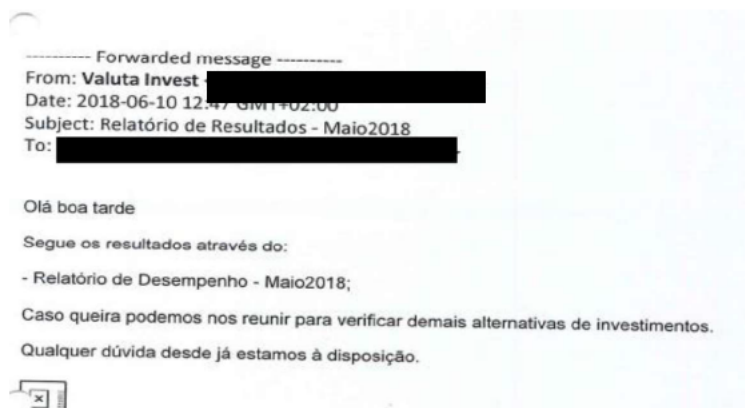 ---------- Forwarded message ----------
From: Valuta Invest
Date: 2018-06-10 12:47 GMT+02:00
Subject: Relatório de Resultados - Maio2018
To:
Olá boa tarde
Segue os resultados através do:
- Relatório de Desempenho - Maio2018;
Caso queira podemos nos reunir para verificar demais alternativas de investimentos.
Qualquer dúvida desde já estamos à disposição.